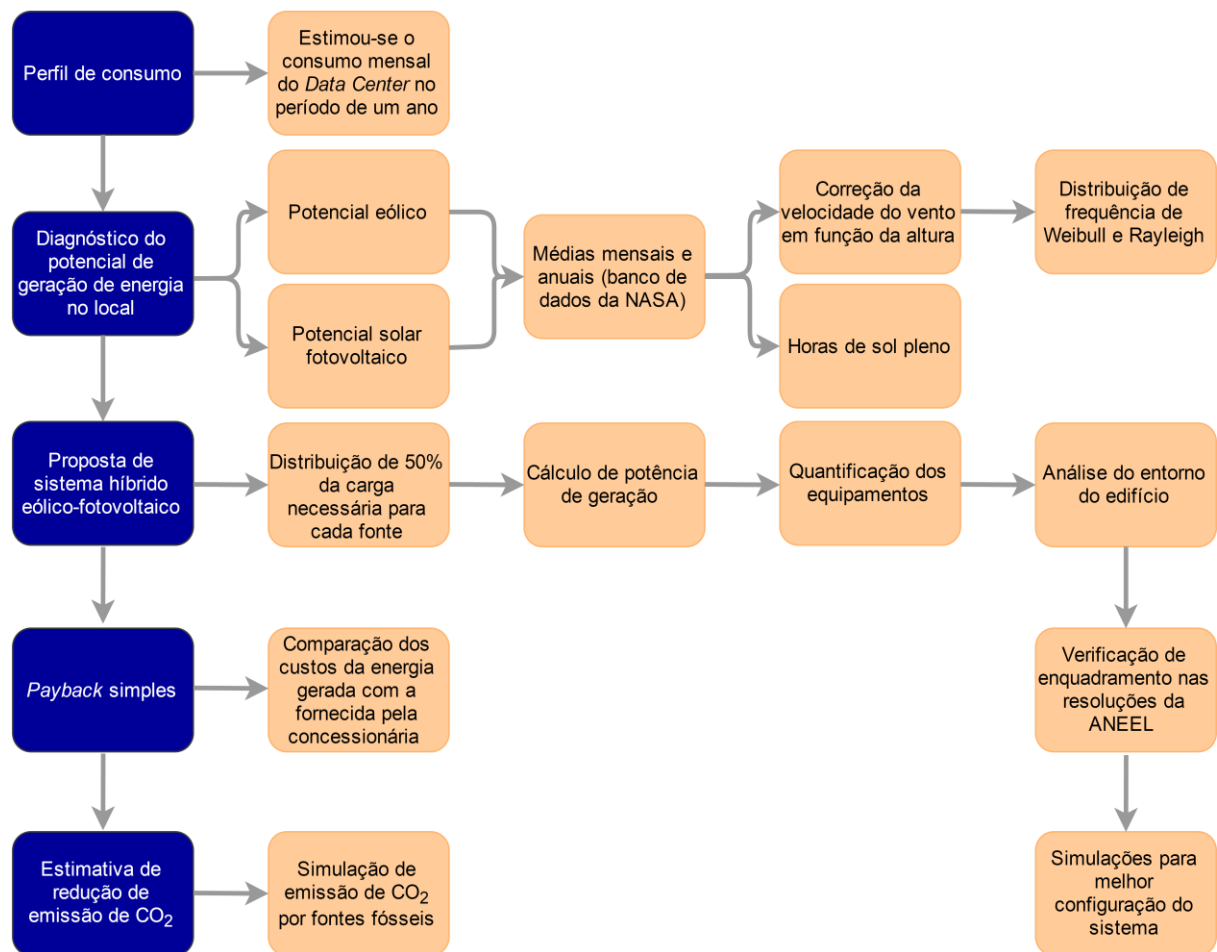 Perfil de consumo
Estimou-se o
consumo mensal
do Data Center no
período de um ano
Diagnóstico do
potencial de
geração de energia
no local
Potencial eólico
Potencial solar
fotovoltaico
Médias mensais e
anuais (banco de
dados da NASA)
Correção da
velocidade do vento
em função da altura
Distribuição de
frequência de
Weibull e Rayleigh
Horas de sol pleno
Proposta de
sistema híbrido
eólico-fotovoltaico
Distribuição de 50%
da carga
necessária para
cada fonte
Cálculo de potência
de geração
Quantificação dos
equipamentos
Análise do entorno
do edifício
Payback simples
Comparação dos
custos da energia
gerada com a
fornecida pela
concessionária
Verificação de
enquadramento nas
resoluções da
ANEEL
Estimativa de
redução de
emissão de CO₂
Simulação de
emissão de CO₂
por fontes fósseis
Simulações para
melhor
configuração do
sistema